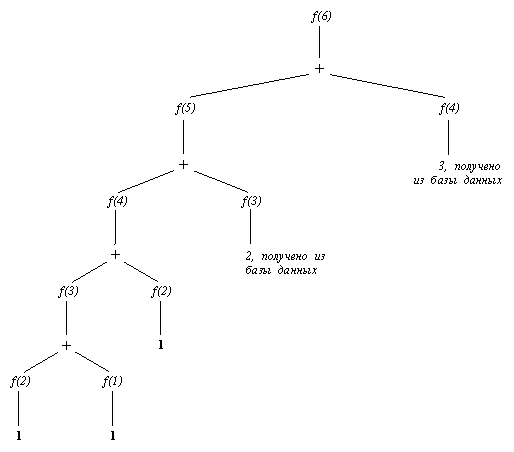 f(6)
+
f(5)
f(4)
+
3, получено
из базы данных
f(4)
f(3)
+
2, получено из
базы данных
f(3)
f(2)
+
1
f(2)
f(1)
1
1